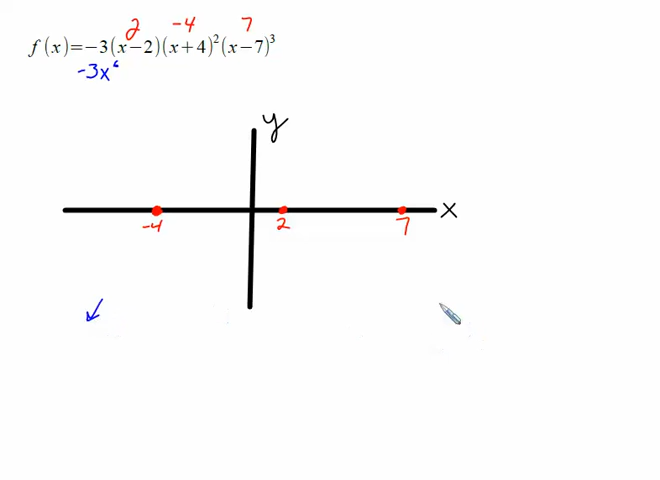 2 -4 7
f(x)=−3(x−2)(x+4)²(x−7)³
-3x⁶
y
x
-4 2 7